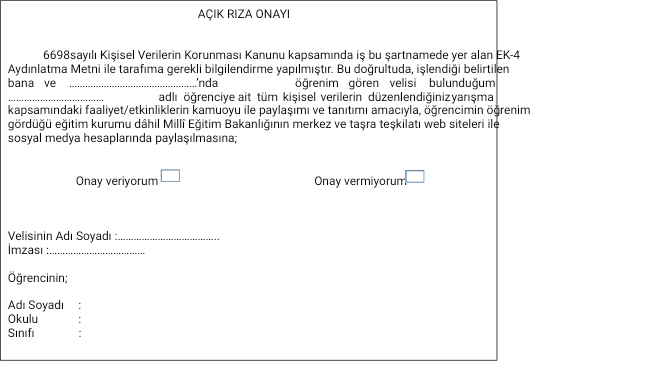 AÇIK RIZA ONAYI
6698sayılı Kişisel Verilerin Korunması Kanunu kapsamında iş bu şartnamede yer alan EK-4
Aydınlatma Metni ile tarafıma gerekli bilgilendirme yapılmıştır. Bu doğrultuda, işlendiği belirtilen
bana ve …………………………………………'nda öğrenim gören velisi bulunduğum
……………………………… adlı öğrenciye ait tüm kişisel verilerin düzenlendiğiniz yarışma
kapsamındaki faaliyet/etkinliklerin kamuoyu ile paylaşımı ve tanıtımı amacıyla, öğrencimin öğrenim
gördüğü eğitim kurumu dâhil Millî Eğitim Bakanlığının merkez ve taşra teşkilatı web siteleri ile
sosyal medya hesaplarında paylaşılmasına;
Onay veriyorum Onay vermiyorum
Velisinin Adı Soyadı :………………………………..
İmzası :………………………………
Öğrencinin;
Adı Soyadı :
Okulu :
Sınıfı :